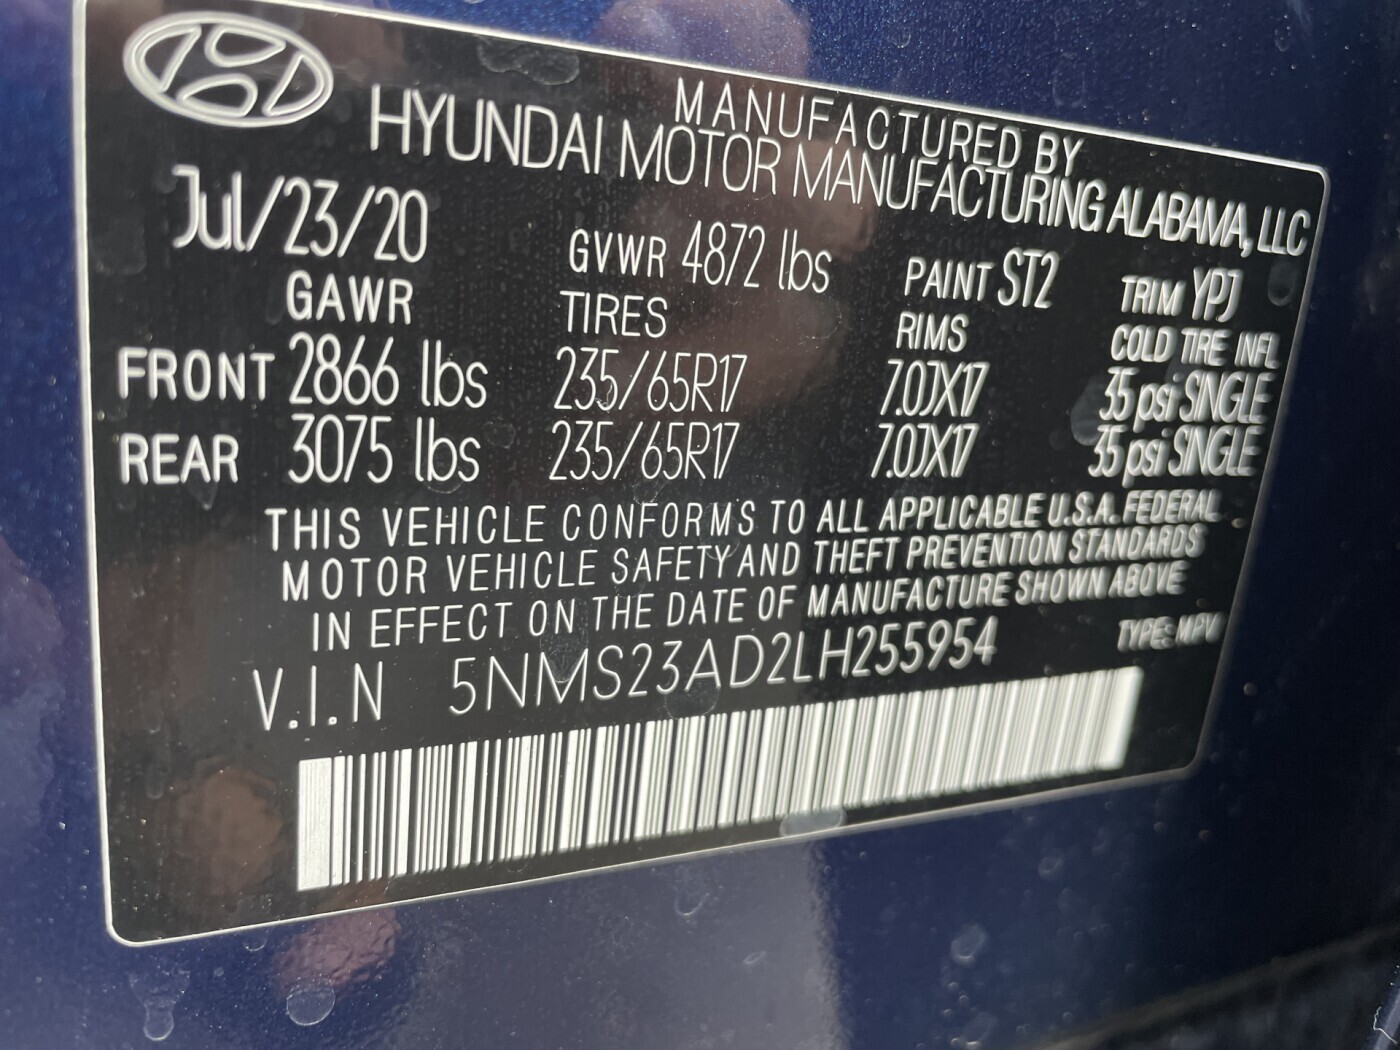 MANUFACTURED BY
HYUNDAI MOTOR MANUFACTURING ALABAMA, LLC
Jul/23/20 GVWR 4872 lbs PAINT ST2 TRIM YPJ
GAWR TIRES RIMS COLD TIRE INFL
FRONT 2866 lbs 235/65R17 7.0JX17 35 psi SINGLE
REAR 3075 lbs 235/65R17 7.0JX17 35 psi SINGLE
THIS VEHICLE CONFORMS TO ALL APPLICABLE U.S.A. FEDERAL
MOTOR VEHICLE SAFETY AND THEFT PREVENTION STANDARDS
IN EFFECT ON THE DATE OF MANUFACTURE SHOWN ABOVE
V.I.N 5NMS23AD2LH255954 TYPE: MPV